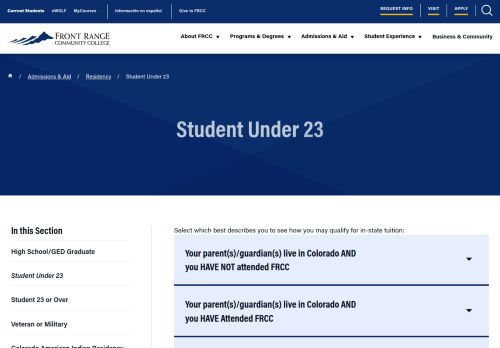 Current Students eWOLF MyCourses Información en español Give to FRCC REQUEST INFO VISIT APPLY
FRONT RANGE
COMMUNITY COLLEGE
About FRCC Programs & Degrees Admissions & Aid Student Experience Business & Community
/ Admissions & Aid / Residency / Student Under 23
Student Under 23
In this Section
High School/GED Graduate
Student Under 23
Student 23 or Over
Veteran or Military
Colorado American Indian Residency
Select which best describes you to see how you may qualify for in-state tuition:
Your parent(s)/guardian(s) live in Colorado AND
you HAVE NOT attended FRCC
Your parent(s)/guardian(s) live in Colorado AND
you HAVE Attended FRCC